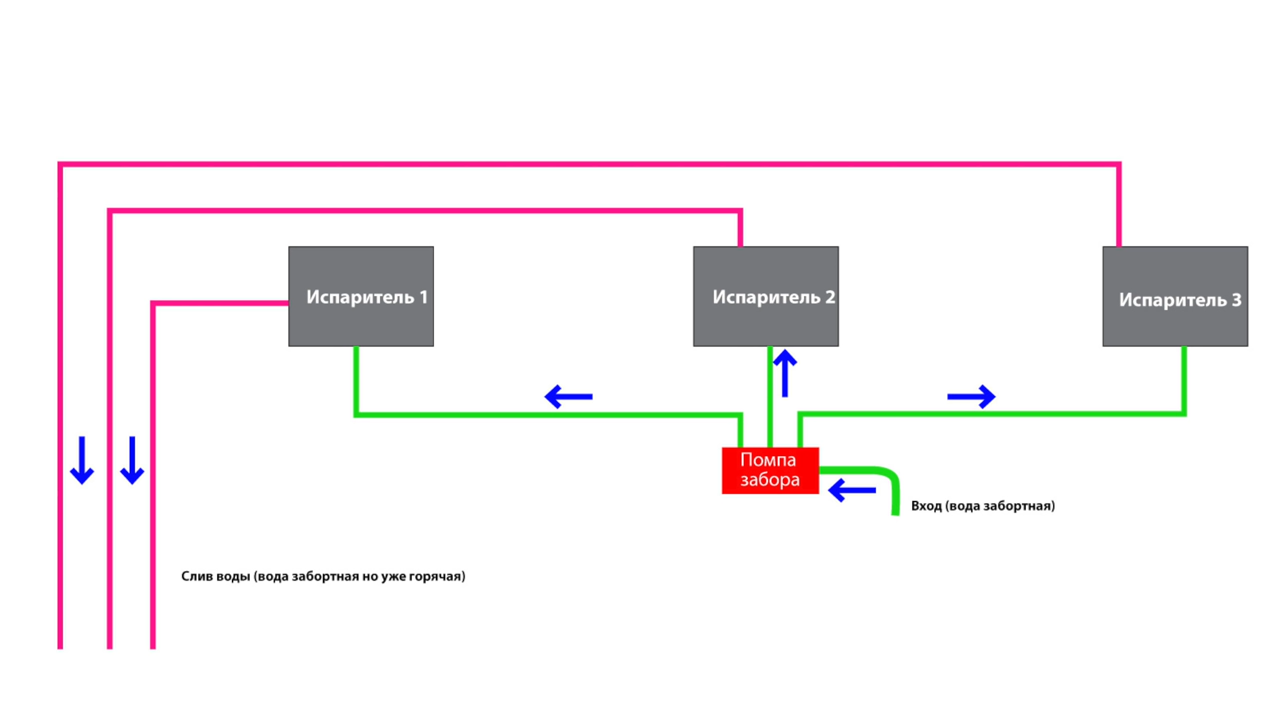 Испаритель 1
Испаритель 2
Испаритель 3
Помпа
забора
Вход (вода забортная)
Слив воды (вода забортная но уже горячая)